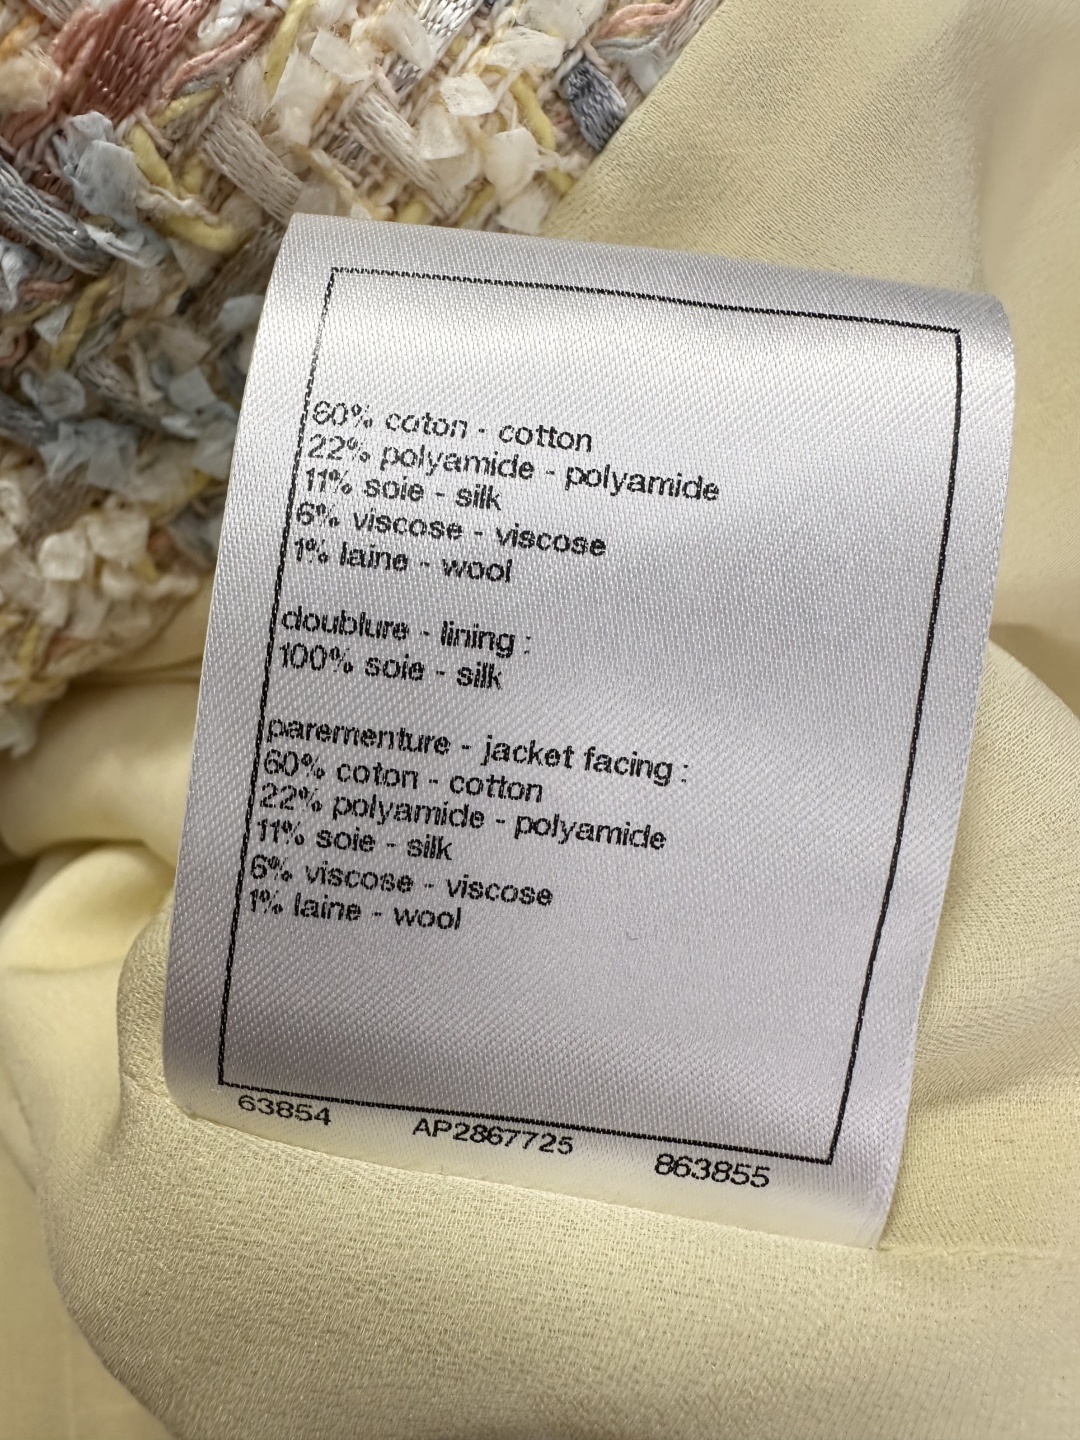 60% coton - cotton
22% polyamide - polyamide
11% soie - silk
6% viscose - viscose
1% laine - wool
doublure - lining :
100% soie - silk
parementure - jacket facing :
60% coton - cotton
22% polyamide - polyamide
11% soie - silk
6% viscose - viscose
1% laine - wool
63854 AP2867725 863855